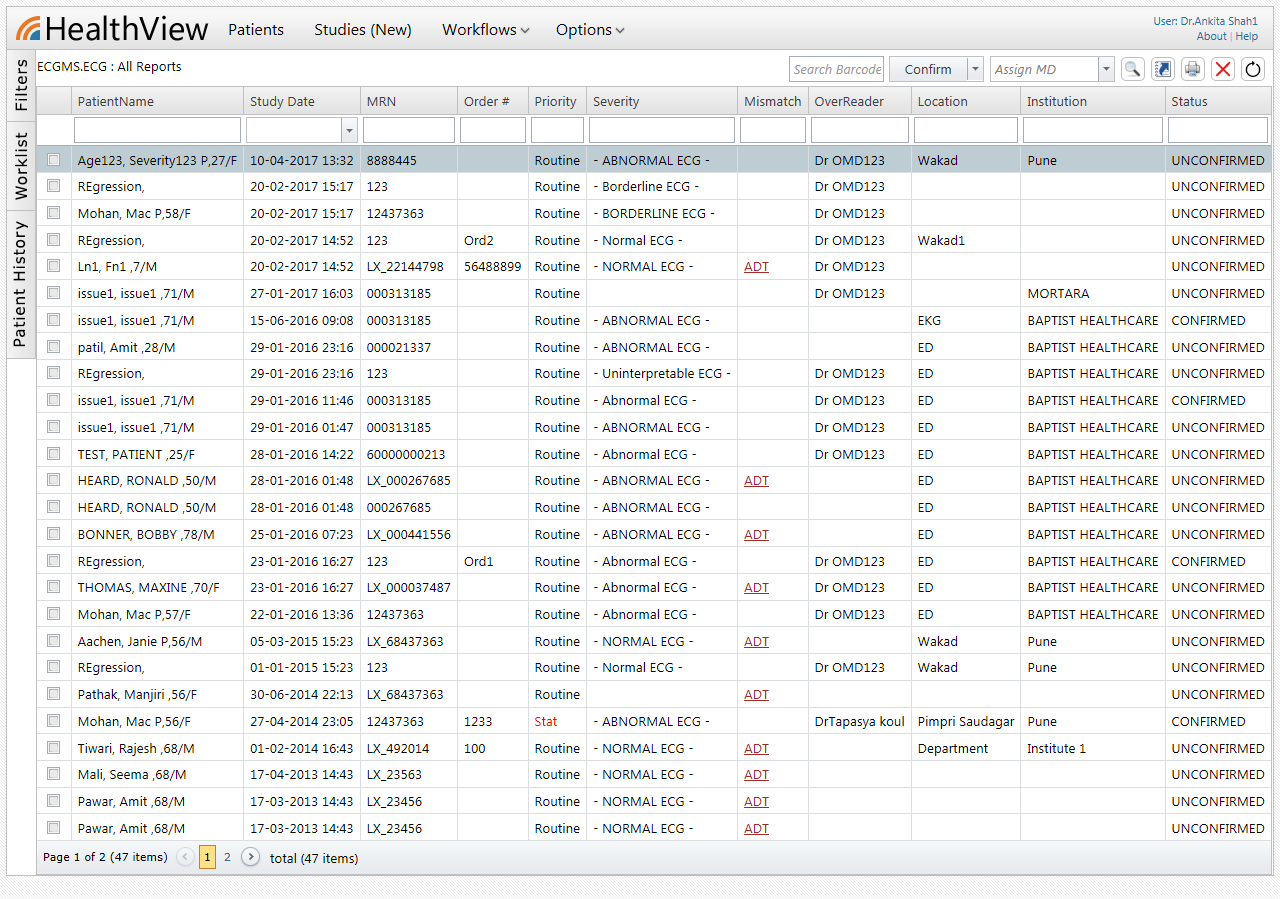 HealthView Patients Studies (New) Workflows Options User: Dr.Ankita Shah1
About | Help
Filters
Worklist
Patient History
ECGMS.ECG : All Reports Search Barcode Confirm Assign MD
PatientName Study Date MRN Order # Priority Severity Mismatch OverReader Location Institution Status
Age123, Severity123 P,27/F 10-04-2017 13:32 8888445 Routine - ABNORMAL ECG - Dr OMD123 Wakad Pune UNCONFIRMED
REgression, 20-02-2017 15:17 123 Routine - Borderline ECG - Dr OMD123 UNCONFIRMED
Mohan, Mac P,58/F 20-02-2017 15:17 12437363 Routine - BORDERLINE ECG - Dr OMD123 UNCONFIRMED
REgression, 20-02-2017 14:52 123 Ord2 Routine - Normal ECG - Dr OMD123 Wakad1 UNCONFIRMED
Ln1, Fn1 ,7/M 20-02-2017 14:52 LX_22144798 56488899 Routine - NORMAL ECG - ADT Dr OMD123 UNCONFIRMED
issue1, issue1 ,71/M 27-01-2017 16:03 000313185 Routine Dr OMD123 MORTARA UNCONFIRMED
issue1, issue1 ,71/M 15-06-2016 09:08 000313185 Routine - ABNORMAL ECG - EKG BAPTIST HEALTHCARE CONFIRMED
patil, Amit ,28/M 29-01-2016 23:16 000021337 Routine - ABNORMAL ECG - ED BAPTIST HEALTHCARE UNCONFIRMED
REgression, 29-01-2016 23:16 123 Routine - Uninterpretable ECG - Dr OMD123 ED BAPTIST HEALTHCARE UNCONFIRMED
issue1, issue1 ,71/M 29-01-2016 11:46 000313185 Routine - Abnormal ECG - Dr OMD123 ED BAPTIST HEALTHCARE CONFIRMED
issue1, issue1 ,71/M 29-01-2016 01:47 000313185 Routine - ABNORMAL ECG - Dr OMD123 ED BAPTIST HEALTHCARE UNCONFIRMED
TEST, PATIENT ,25/F 28-01-2016 14:22 60000000213 Routine - Abnormal ECG - Dr OMD123 ED BAPTIST HEALTHCARE UNCONFIRMED
HEARD, RONALD ,50/M 28-01-2016 01:48 LX_000267685 Routine - ABNORMAL ECG - ADT ED BAPTIST HEALTHCARE UNCONFIRMED
HEARD, RONALD ,50/M 28-01-2016 01:48 000267685 Routine - ABNORMAL ECG - ED BAPTIST HEALTHCARE UNCONFIRMED
BONNER, BOBBY ,78/M 25-01-2016 07:23 LX_000441556 Routine - ABNORMAL ECG - ADT ED BAPTIST HEALTHCARE UNCONFIRMED
REgression, 23-01-2016 16:27 123 Ord1 Routine - Abnormal ECG - Dr OMD123 ED BAPTIST HEALTHCARE CONFIRMED
THOMAS, MAXINE ,70/F 23-01-2016 16:27 LX_000037487 Routine - Abnormal ECG - ADT Dr OMD123 ED BAPTIST HEALTHCARE UNCONFIRMED
Mohan, Mac P,57/F 22-01-2016 13:36 12437363 Routine - Abnormal ECG - Dr OMD123 ED BAPTIST HEALTHCARE UNCONFIRMED
Aachen, Janie P,56/M 05-03-2015 15:23 LX_68437363 Routine - NORMAL ECG - ADT Wakad Pune UNCONFIRMED
REgression, 01-01-2015 15:23 123 Routine - Normal ECG - Dr OMD123 Wakad Pune UNCONFIRMED
Pathak, Manjiri ,56/F 30-06-2014 22:13 LX_68437363 Routine ADT UNCONFIRMED
Mohan, Mac P,56/F 27-04-2014 23:05 12437363 1233 Stat - ABNORMAL ECG - DrTapasya koul Pimpri Saudagar Pune CONFIRMED
Tiwari, Rajesh ,68/M 01-02-2014 16:43 LX_492014 100 Routine - NORMAL ECG - ADT Department Institute 1 UNCONFIRMED
Mali, Seema ,68/M 17-04-2013 14:43 LX_23563 Routine - NORMAL ECG - ADT UNCONFIRMED
Pawar, Amit ,68/M 17-03-2013 14:43 LX_23456 Routine - NORMAL ECG - ADT UNCONFIRMED
Pawar, Amit ,68/M 17-03-2013 14:43 LX_23456 Routine - NORMAL ECG - ADT UNCONFIRMED
Page 1 of 2 (47 items) 1 2 total (47 items)